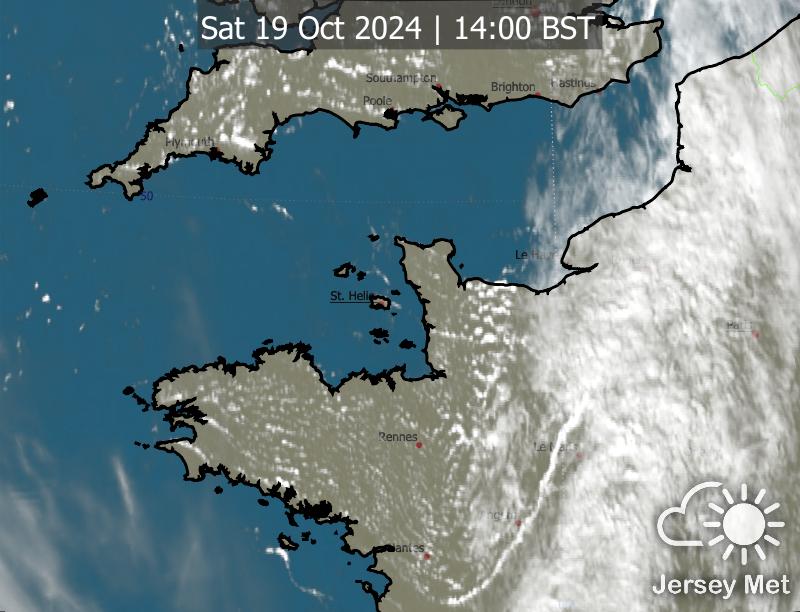 Sat 19 Oct 2024 | 14:00 BST
Southampton
Brighton
Hastings
Poole
Plymouth
50
Le Havre
St. Helier
Paris
Rennes
Le Mans
Nantes
Jersey Met